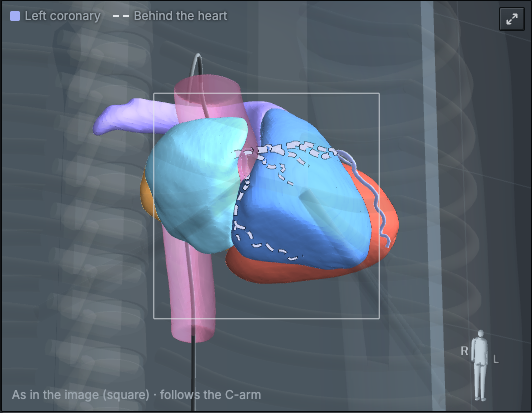 Left coronary
Behind the heart
R
L
As in the image (square) · follows the C-arm